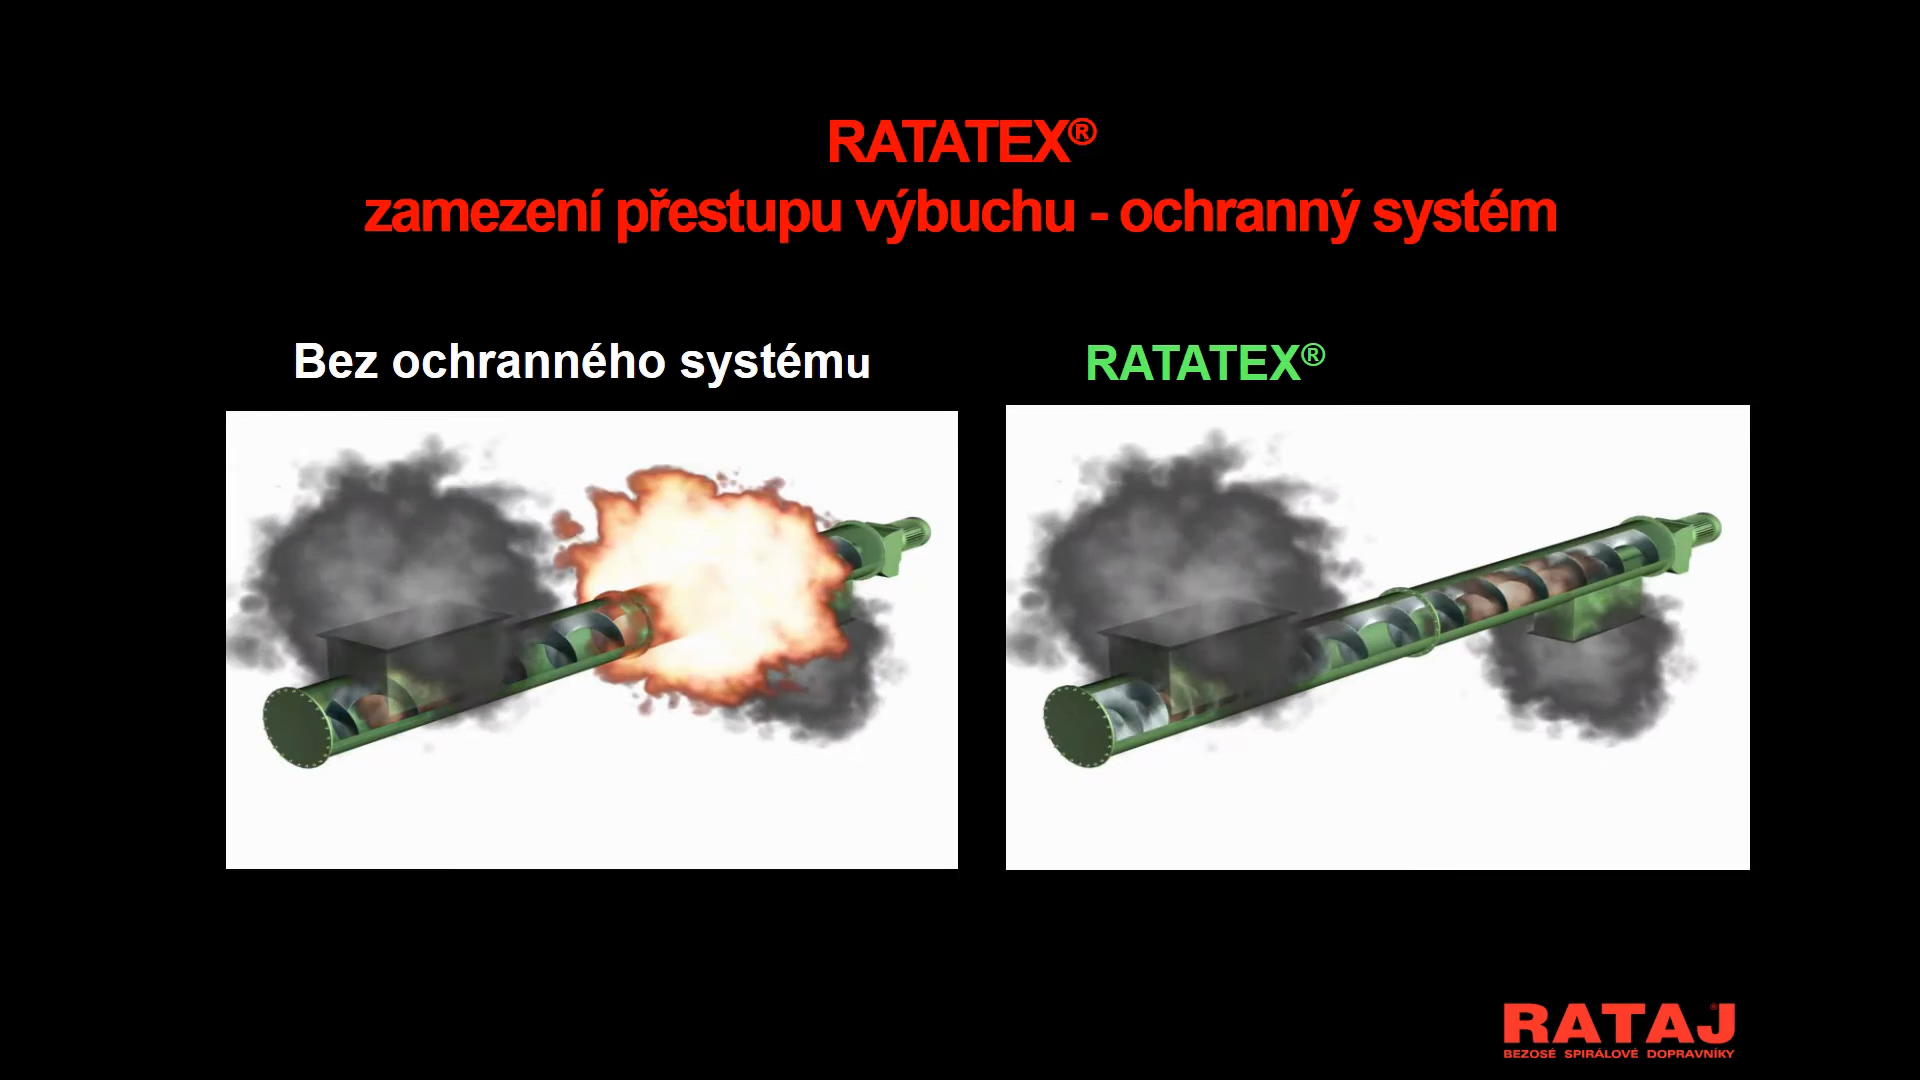 RATATEX®
zamezení přestupu výbuchu - ochranný systém
Bez ochranného systému
RATATEX®
RATAJ®
BEZOSÉ SPIRÁLOVÉ DOPRAVNÍKY